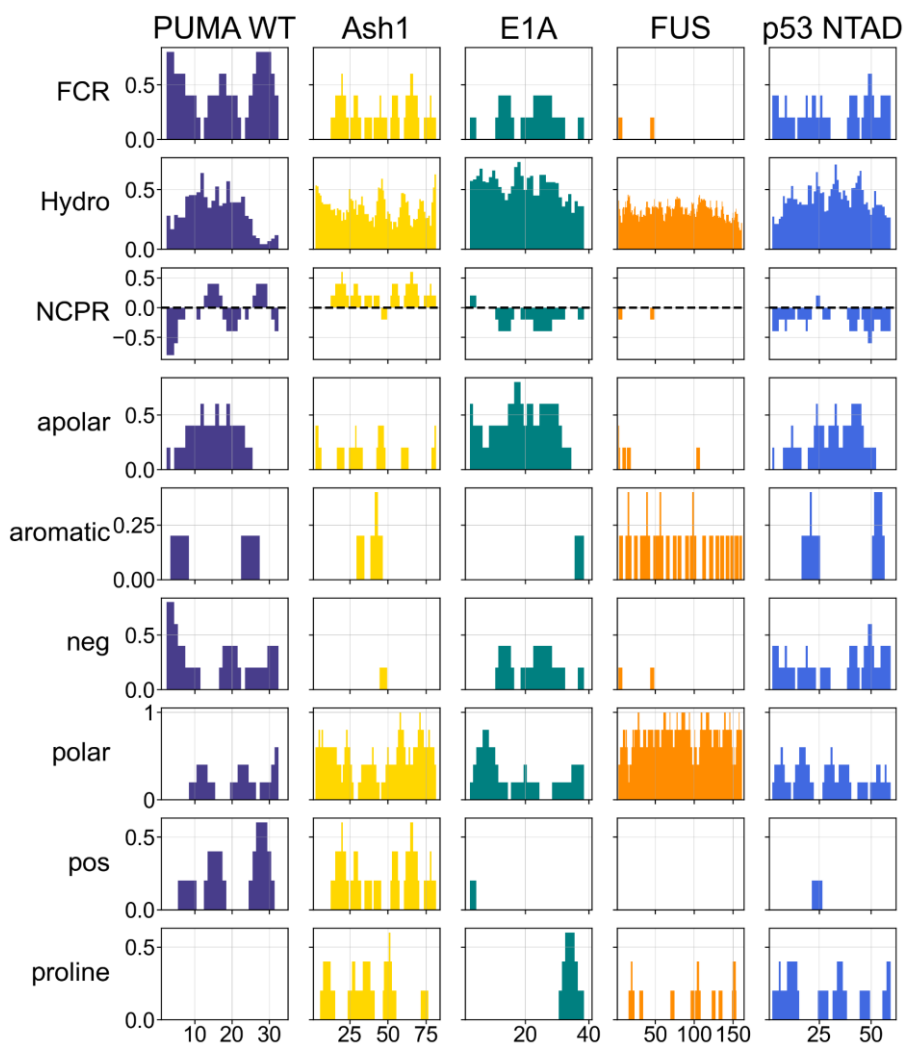 PUMA WT Ash1 E1A FUS p53 NTAD
FCR 0.5 0.0
Hydro 0.5 0.0
NCPR 0.5 0.0 −0.5
apolar 0.5 0.0
aromatic 0.25 0.00
neg 0.5 0.0
polar 1 0
pos 0.5 0.0
proline 0.5 0.0
10 20 30 25 50 75 20 40 50 100 150 25 50